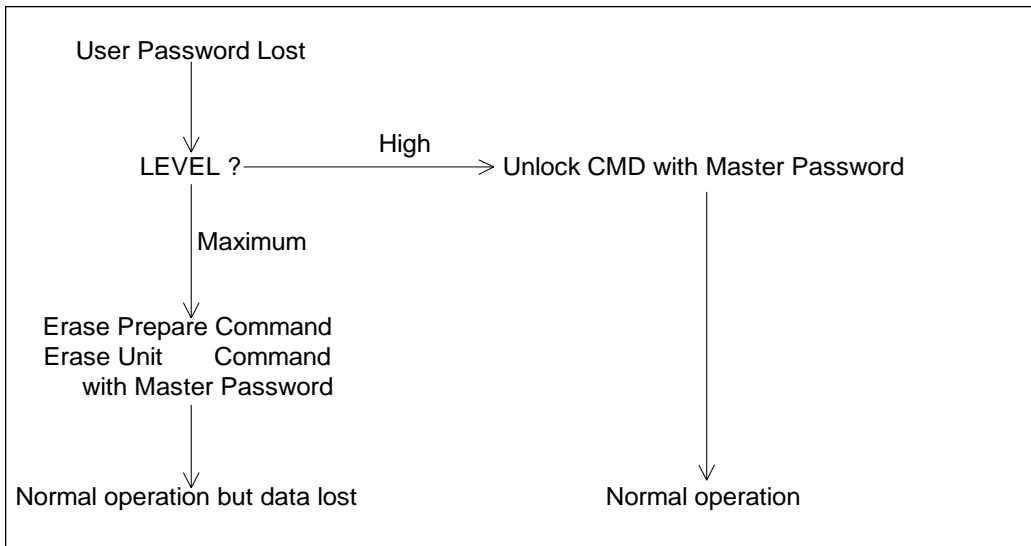 User Password Lost
High
LEVEL ?
Unlock CMD with Master Password
Maximum
Erase Prepare Command
Erase Unit Command
with Master Password
Normal operation but data lost
Normal operation